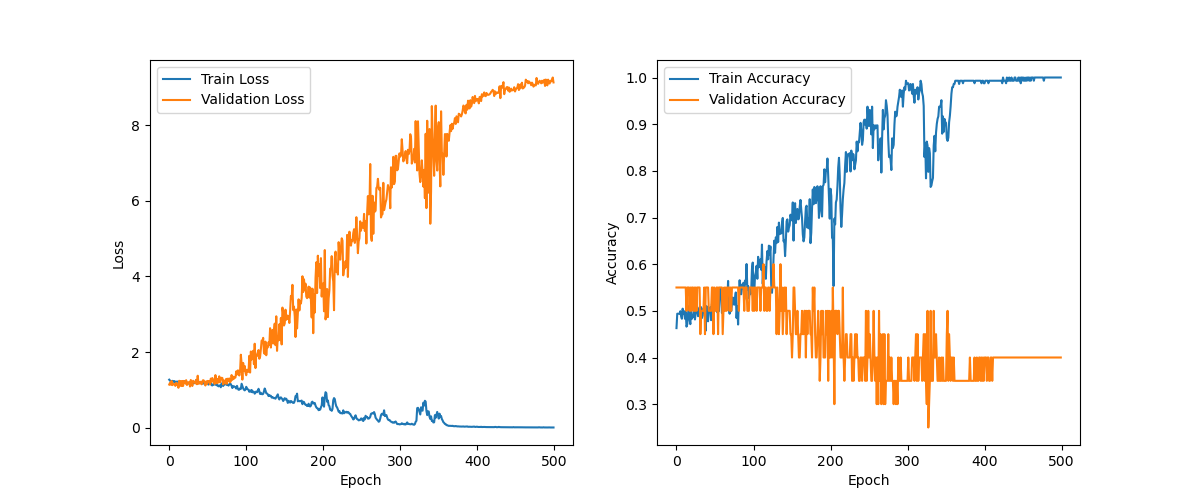 Train Loss
Validation Loss
Loss
8
6
4
2
0
0 100 200 300 400 500
Epoch
Train Accuracy
Validation Accuracy
Accuracy
1.0
0.9
0.8
0.7
0.6
0.5
0.4
0.3
0 100 200 300 400 500
Epoch